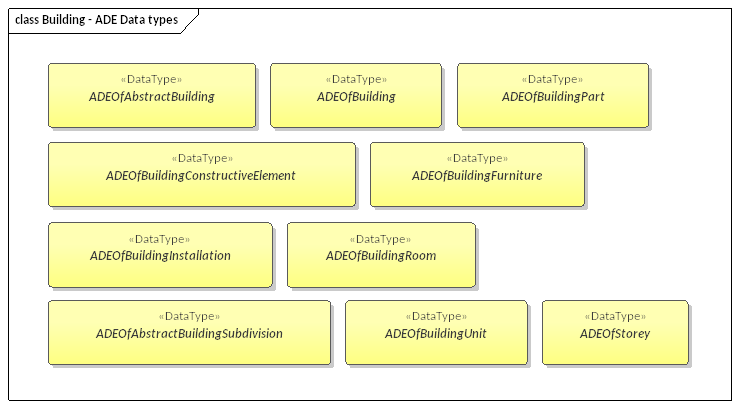 class Building - ADE Data types
«DataType»
ADEOfAbstractBuilding
«DataType»
ADEOfBuilding
«DataType»
ADEOfBuildingPart
«DataType»
ADEOfBuildingConstructiveElement
«DataType»
ADEOfBuildingFurniture
«DataType»
ADEOfBuildingInstallation
«DataType»
ADEOfBuildingRoom
«DataType»
ADEOfAbstractBuildingSubdivision
«DataType»
ADEOfBuildingUnit
«DataType»
ADEOfStorey